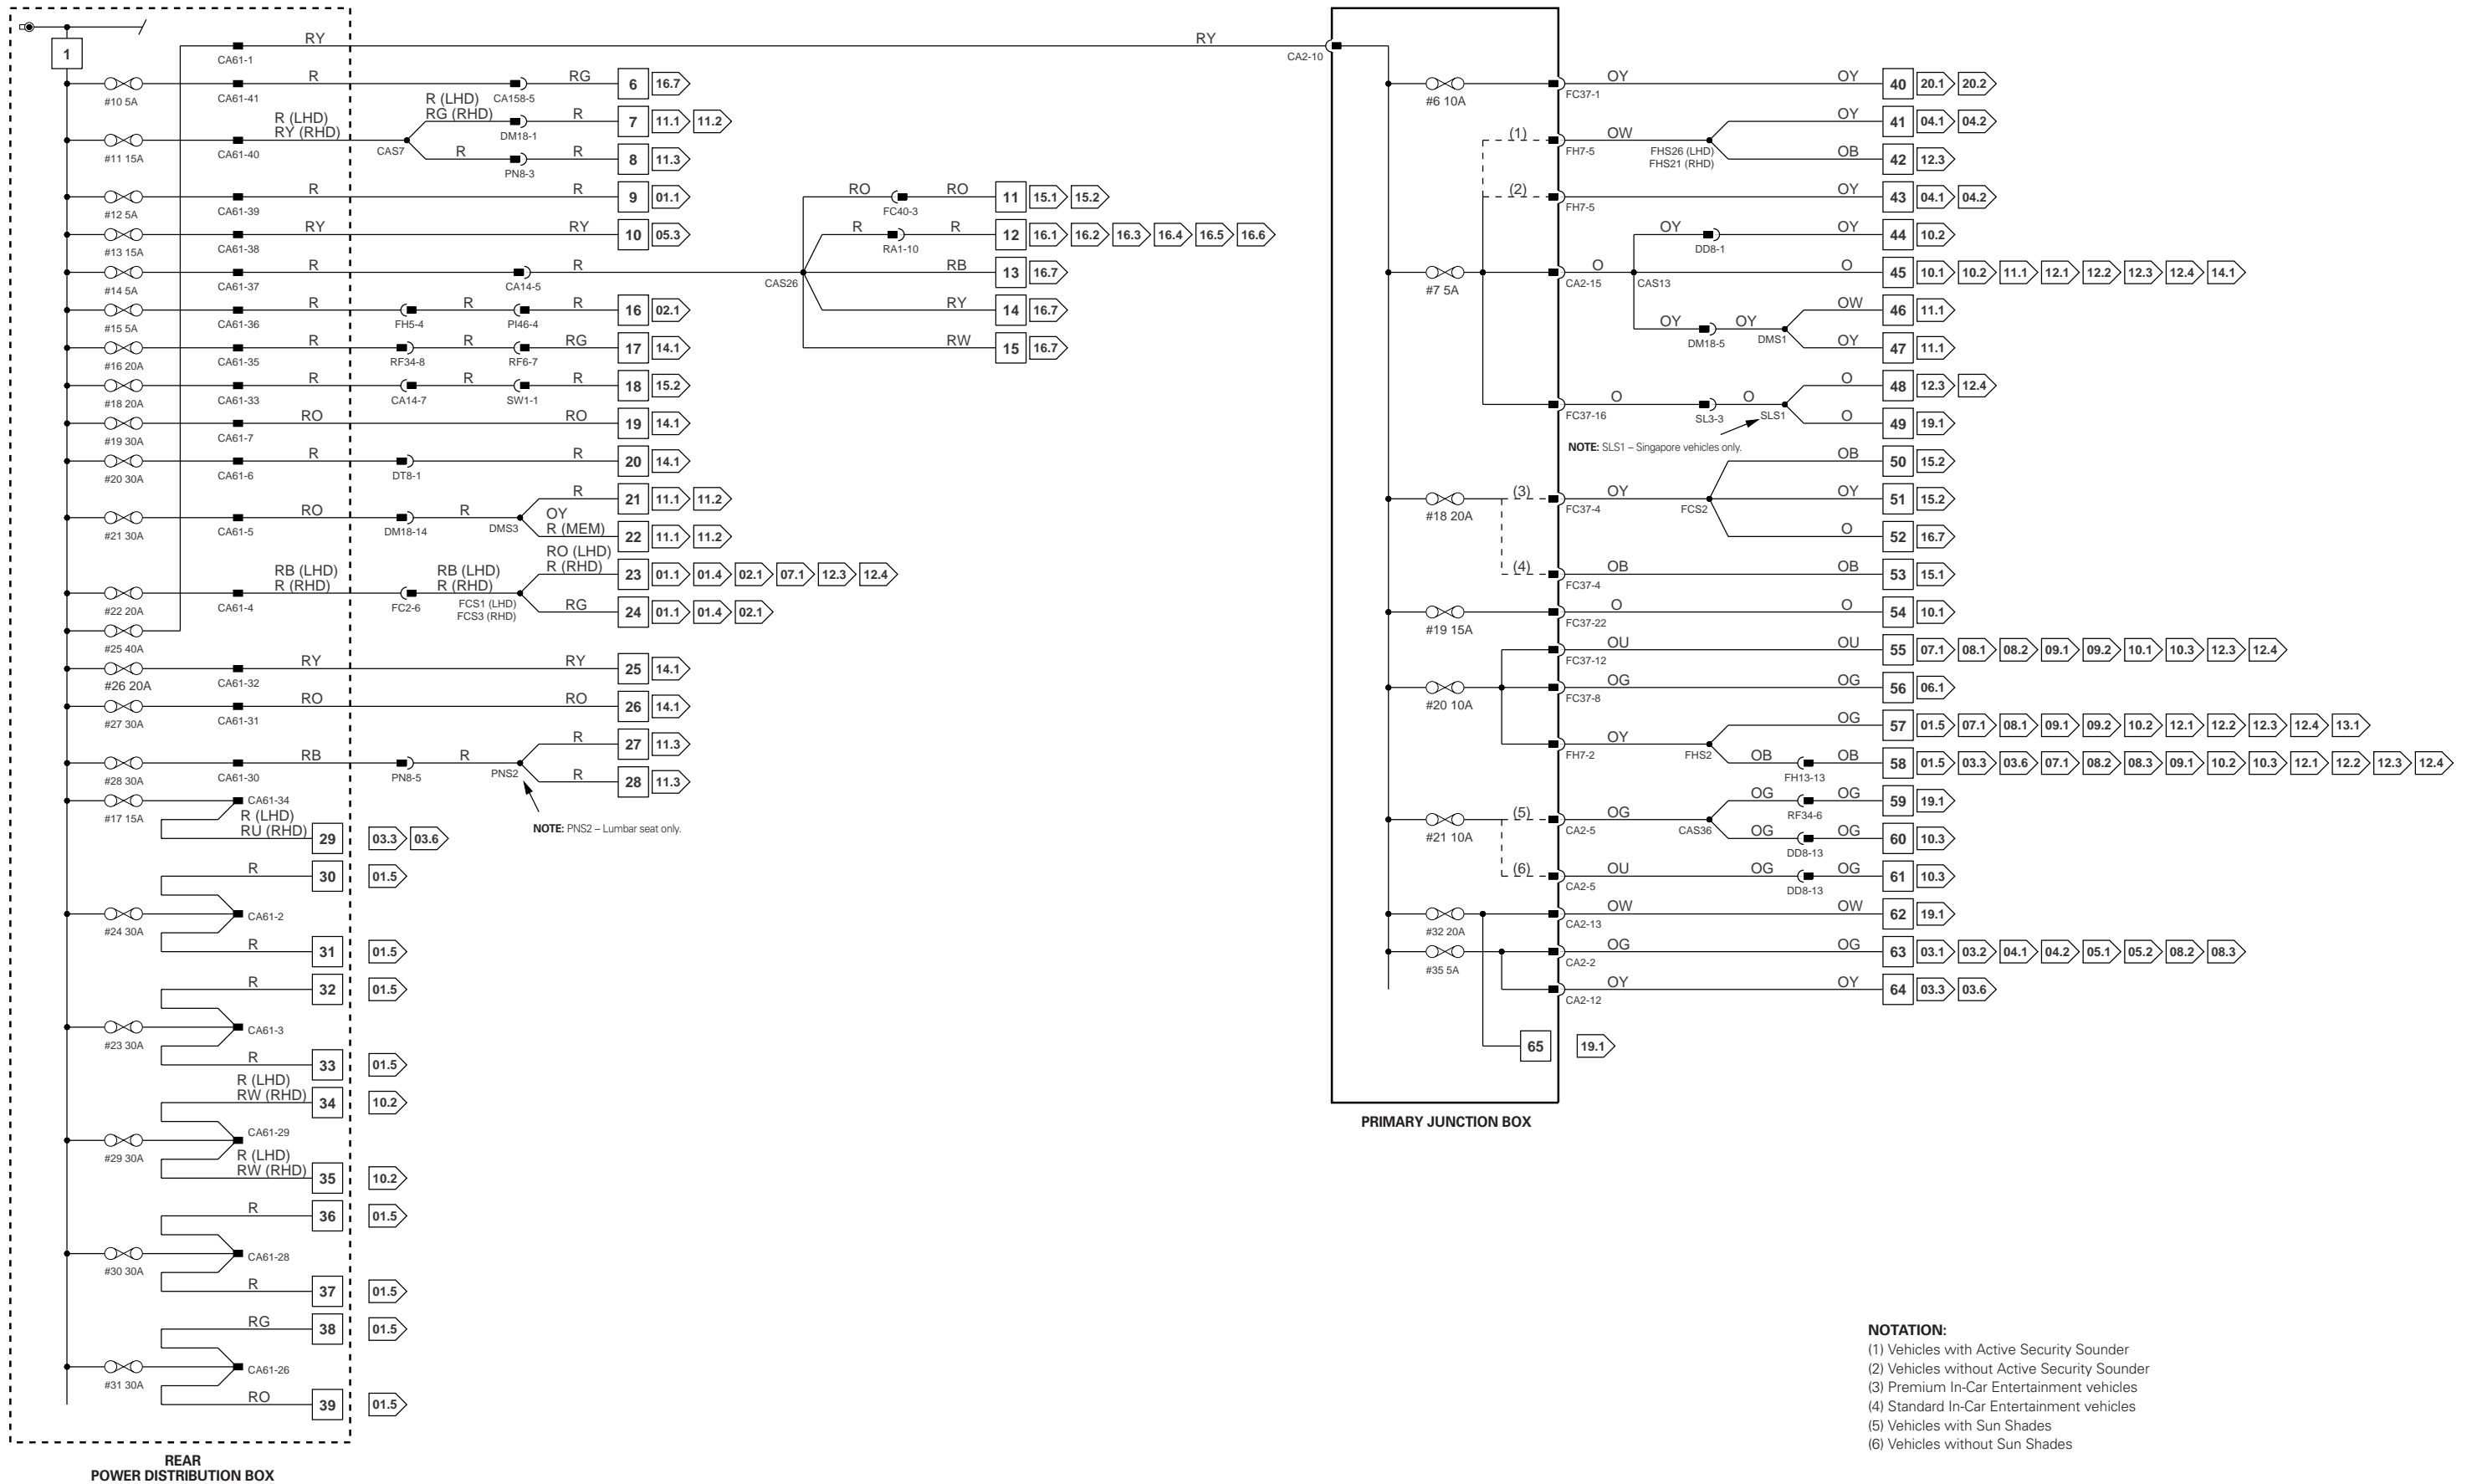 1
RY
CA61-1
RY
CA2-10
#10 5A
CA61-41
R
CA158-5
RG
6
16.7
#11 15A
CA61-40
R (LHD)
RY (RHD)
CAS7
R (LHD)
RG (RHD)
DM18-1
R
7
11.1
11.2
R
PN8-3
R
8
11.3
#12 5A
CA61-39
R
R
9
01.1
#13 15A
CA61-38
RY
RY
10
05.3
#14 5A
CA61-37
R
CA14-5
R
CAS26
RO
FC40-3
RO
11
15.1
15.2
R
RA1-10
R
12
16.1
16.2
16.3
16.4
16.5
16.6
RB
13
16.7
RY
14
16.7
RW
15
16.7
#15 5A
CA61-36
R
FH5-4
R
PI46-4
R
16
02.1
#16 20A
CA61-35
R
RF34-8
R
RF6-7
RG
17
14.1
#18 20A
CA61-33
R
CA14-7
R
SW1-1
R
18
15.2
#19 30A
CA61-7
RO
RO
19
14.1
#20 30A
CA61-6
R
DT8-1
R
20
14.1
#21 30A
CA61-5
RO
DM18-14
R
DMS3
R
21
11.1
11.2
OY
R (MEM)
22
11.1
11.2
#22 20A
CA61-4
RB (LHD)
R (RHD)
FC2-6
RB (LHD)
R (RHD)
FCS1 (LHD)
FCS3 (RHD)
RO (LHD)
R (RHD)
23
01.1
01.4
02.1
07.1
12.3
12.4
RG
24
01.1
01.4
02.1
#25 40A
#26 20A
CA61-32
RY
RY
25
14.1
#27 30A
CA61-31
RO
RO
26
14.1
#28 30A
CA61-30
RB
PN8-5
R
PNS2
R
27
11.3
R
28
11.3
NOTE: PNS2 – Lumbar seat only.
#17 15A
CA61-34
R (LHD)
RU (RHD)
29
03.3
03.6
R
30
01.5
#24 30A
CA61-2
R
31
01.5
R
32
01.5
#23 30A
CA61-3
R
33
01.5
R (LHD)
RW (RHD)
34
10.2
#29 30A
CA61-29
R (LHD)
RW (RHD)
35
10.2
R
36
01.5
#30 30A
CA61-28
R
37
01.5
RG
38
01.5
#31 30A
CA61-26
RO
39
01.5
REAR
POWER DISTRIBUTION BOX
#6 10A
FC37-1
OY
OY
40
20.1
20.2
(1)
FH7-5
OW
FHS26 (LHD)
FHS21 (RHD)
OY
41
04.1
04.2
OB
42
12.3
(2)
FH7-5
OY
43
04.1
04.2
#7 5A
CA2-15
O
CAS13
OY
DD8-1
OY
44
10.2
O
45
10.1
10.2
11.1
12.1
12.2
12.3
12.4
14.1
OY
DM18-5
OY
DMS1
OW
46
11.1
OY
47
11.1
FC37-16
O
SL3-3
O
SLS1
O
48
12.3
12.4
O
49
19.1
NOTE: SLS1 – Singapore vehicles only.
#18 20A
(3)
FC37-4
OY
FCS2
OB
50
15.2
OY
51
15.2
O
52
16.7
(4)
FC37-4
OB
OB
53
15.1
#19 15A
FC37-22
O
O
54
10.1
FC37-12
OU
OU
55
07.1
08.1
08.2
09.1
09.2
10.1
10.3
12.3
12.4
#20 10A
FC37-8
OG
OG
56
06.1
FH7-2
OY
FHS2
OG
57
01.5
07.1
08.1
09.1
09.2
10.2
12.1
12.2
12.3
12.4
13.1
OB
FH13-13
OB
58
01.5
03.3
03.6
07.1
08.2
08.3
09.1
10.2
10.3
12.1
12.2
12.3
12.4
#21 10A
(5)
CA2-5
OG
CAS36
OG
RF34-6
OG
59
19.1
OG
DD8-13
OG
60
10.3
(6)
CA2-5
OU
OG
DD8-13
OG
61
10.3
#32 20A
CA2-13
OW
OW
62
19.1
#35 5A
CA2-2
OG
OG
63
03.1
03.2
04.1
04.2
05.1
05.2
08.2
08.3
CA2-12
OY
OY
64
03.3
03.6
65
19.1
PRIMARY JUNCTION BOX
NOTATION:
(1) Vehicles with Active Security Sounder
(2) Vehicles without Active Security Sounder
(3) Premium In-Car Entertainment vehicles
(4) Standard In-Car Entertainment vehicles
(5) Vehicles with Sun Shades
(6) Vehicles without Sun Shades